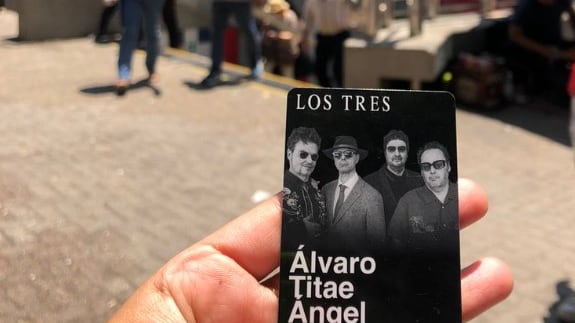 LOS TRES
Álvaro
Titae
Ángel